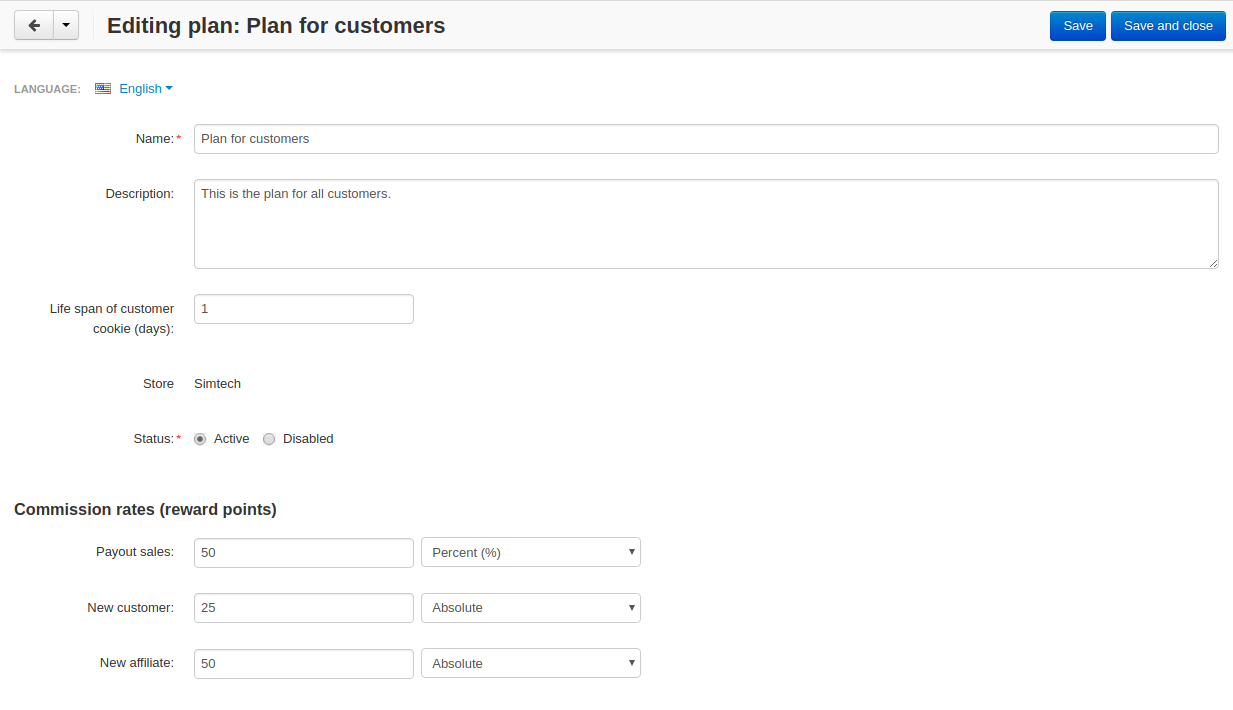 Editing plan: Plan for customers
Save
Save and close
LANGUAGE: English
Name:* Plan for customers
Description: This is the plan for all customers.
Life span of customer
cookie (days): 1
Store Simtech
Status:* Active Disabled
Commission rates (reward points)
Payout sales: 50 Percent (%)
New customer: 25 Absolute
New affiliate: 50 Absolute